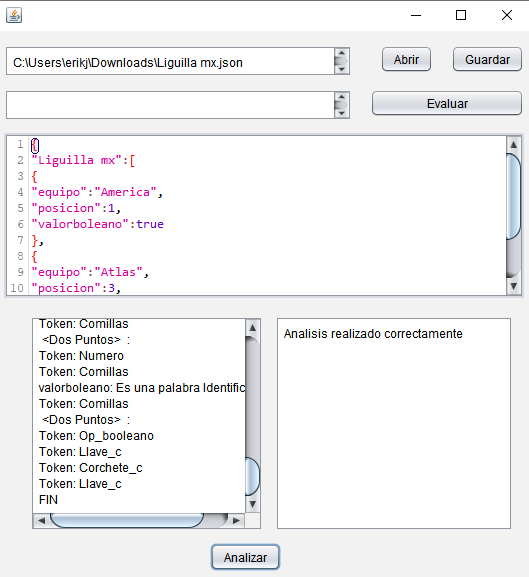 C:\Users\erikj\Downloads\Liguilla mx.json
Abrir
Guardar
Evaluar
1 {
2 "Liguilla mx":[
3 {
4 "equipo":"America",
5 "posicion":1,
6 "valorboleano":true
7 },
8 {
9 "equipo":"Atlas",
10 "posicion":3,
Token: Comillas
<Dos Puntos> :
Token: Numero
Token: Comillas
valorboleano: Es una palabra Identific
Token: Comillas
<Dos Puntos> :
Token: Op_booleano
Token: Llave_c
Token: Corchete_c
Token: Llave_c
FIN
Analisis realizado correctamente
Analizar